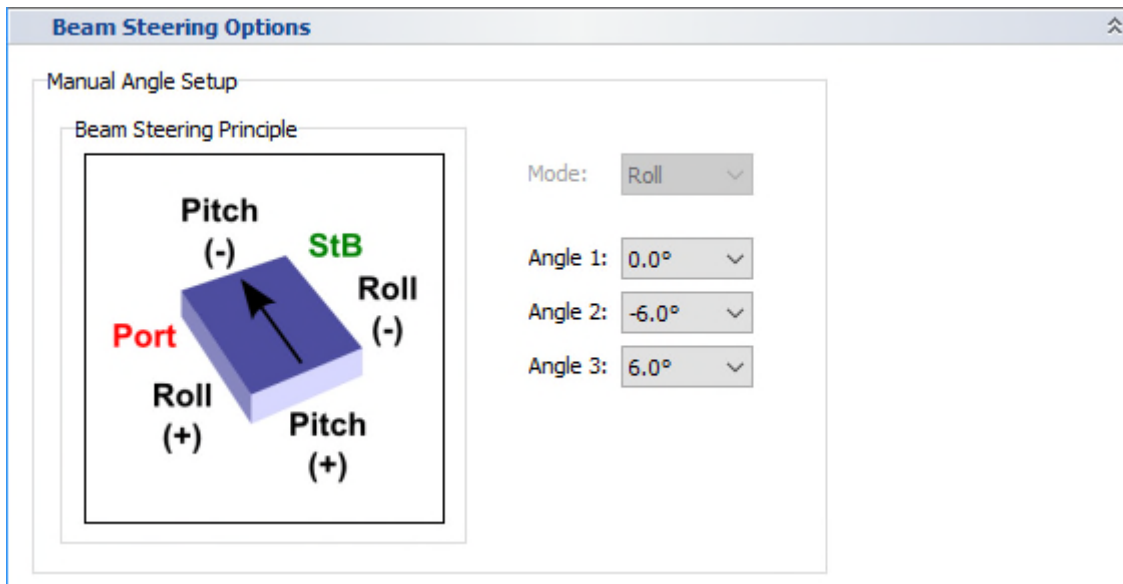 Beam Steering Options
Manual Angle Setup
Beam Steering Principle
Pitch
(-)
StB
Roll
(-)
Port
Roll
(+)
Pitch
(+)
Mode: Roll
Angle 1: 0.0°
Angle 2: -6.0°
Angle 3: 6.0°